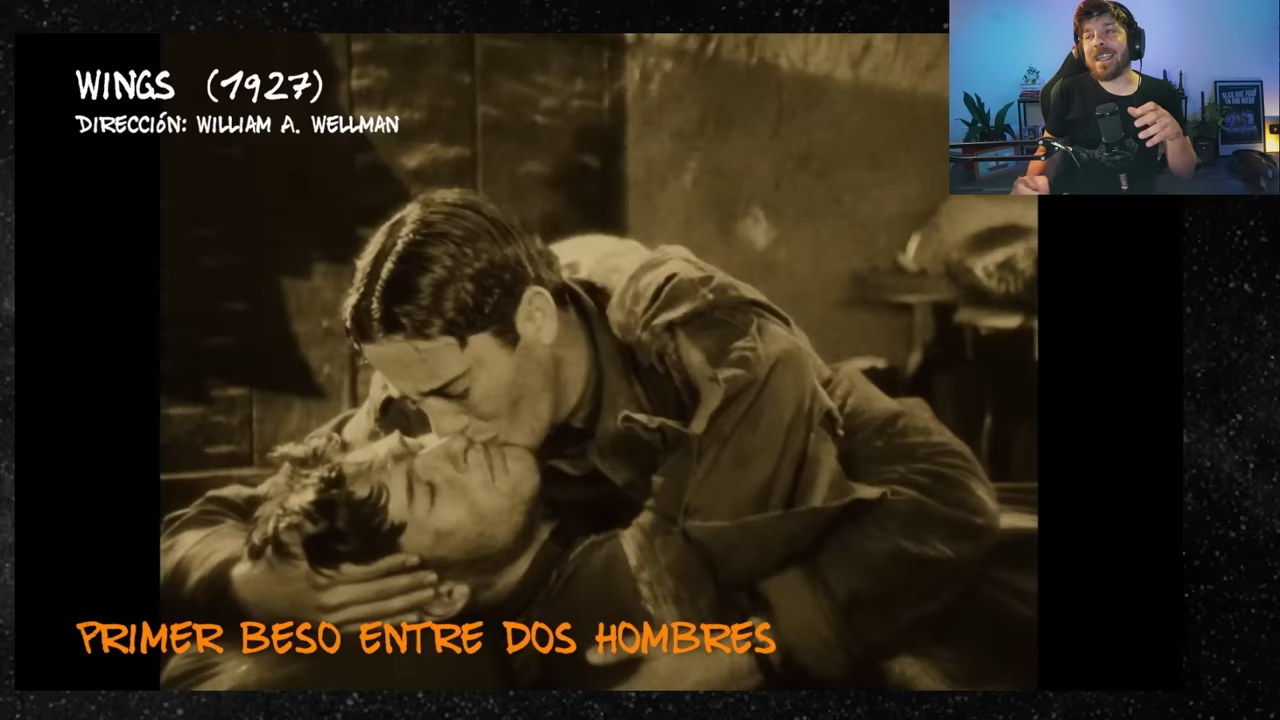 WINGS (1927)
DIRECCIÓN: WILLIAM A. WELLMAN
PRIMER BESO ENTRE DOS HOMBRES